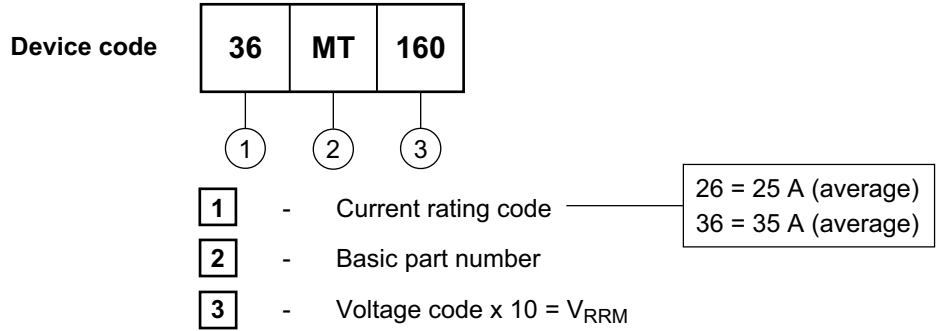 Device code 36 MT 160
1 2 3
26 = 25 A (average)
36 = 35 A (average)
1 - Current rating code
2 - Basic part number
3 - Voltage code x 10 = VRRM